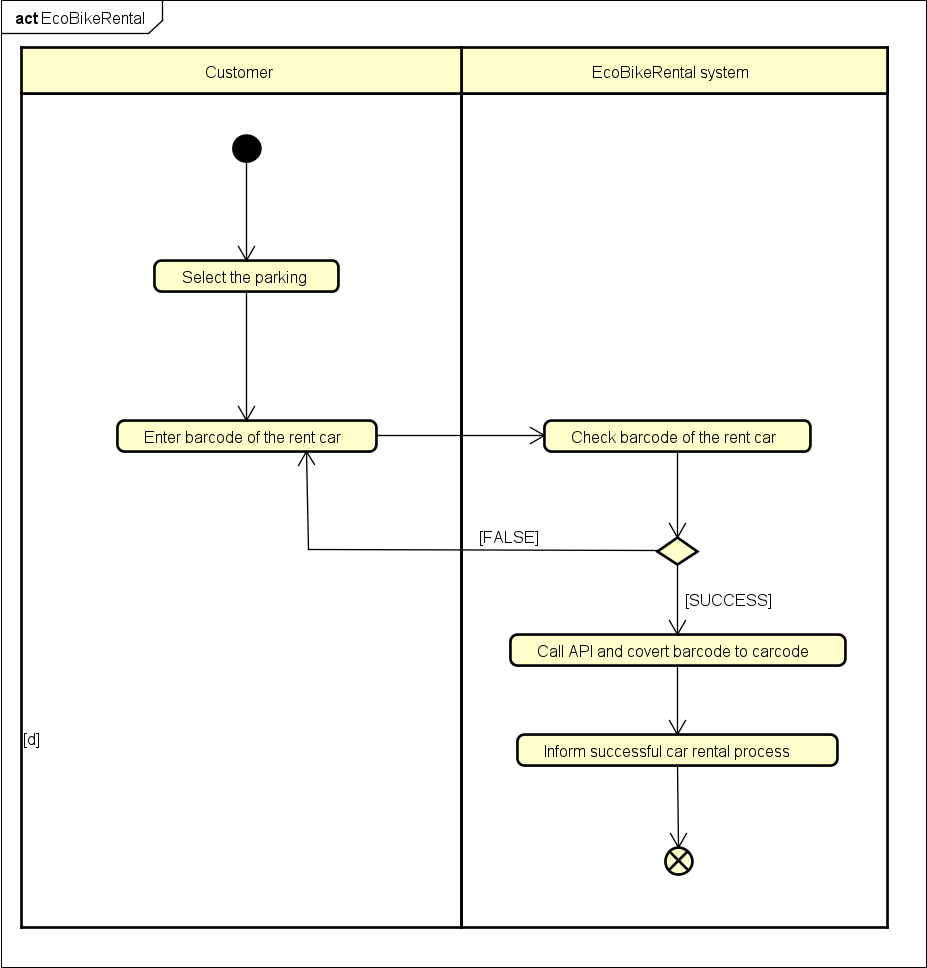 act EcoBikeRental
Customer
EcoBikeRental system
Select the parking
Enter barcode of the rent car
Check barcode of the rent car
[FALSE]
[SUCCESS]
Call API and covert barcode to carcode
[d]
Inform successful car rental process